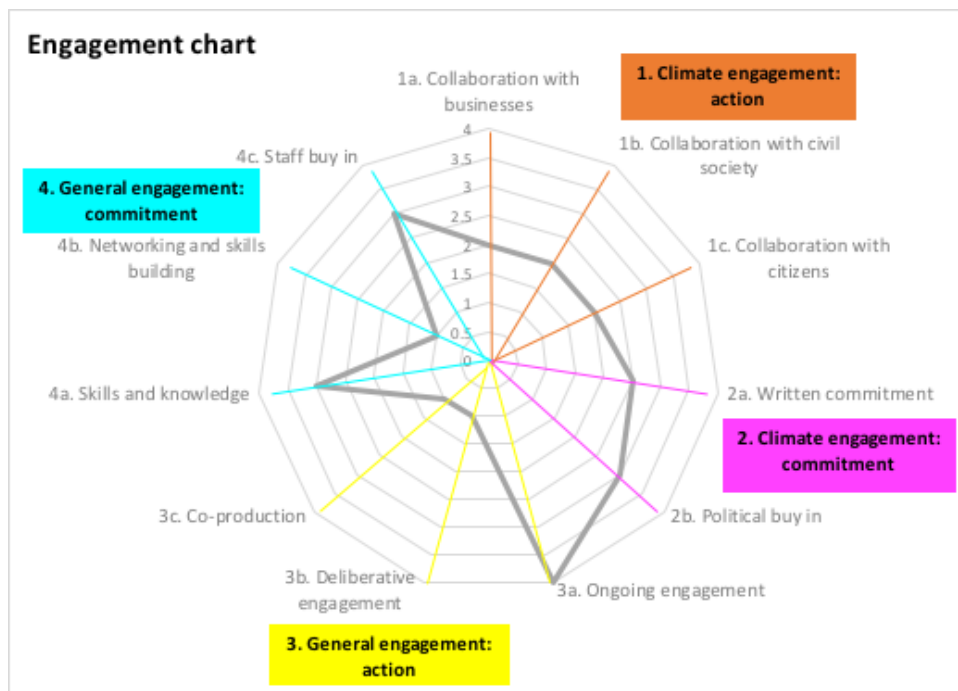 Engagement chart
1a. Collaboration with
businesses
1. Climate engagement:
action
1b. Collaboration with civil
society
1c. Collaboration with
citizens
2a. Written commitment
2. Climate engagement:
commitment
2b. Political buy in
3a. Ongoing engagement
3b. Deliberative
engagement
3. General engagement:
action
3c. Co-production
4a. Skills and knowledge
4b. Networking and skills
building
4. General engagement:
commitment
4c. Staff buy in
4
3.5
3
2.5
2
1.5
1
0.5
0